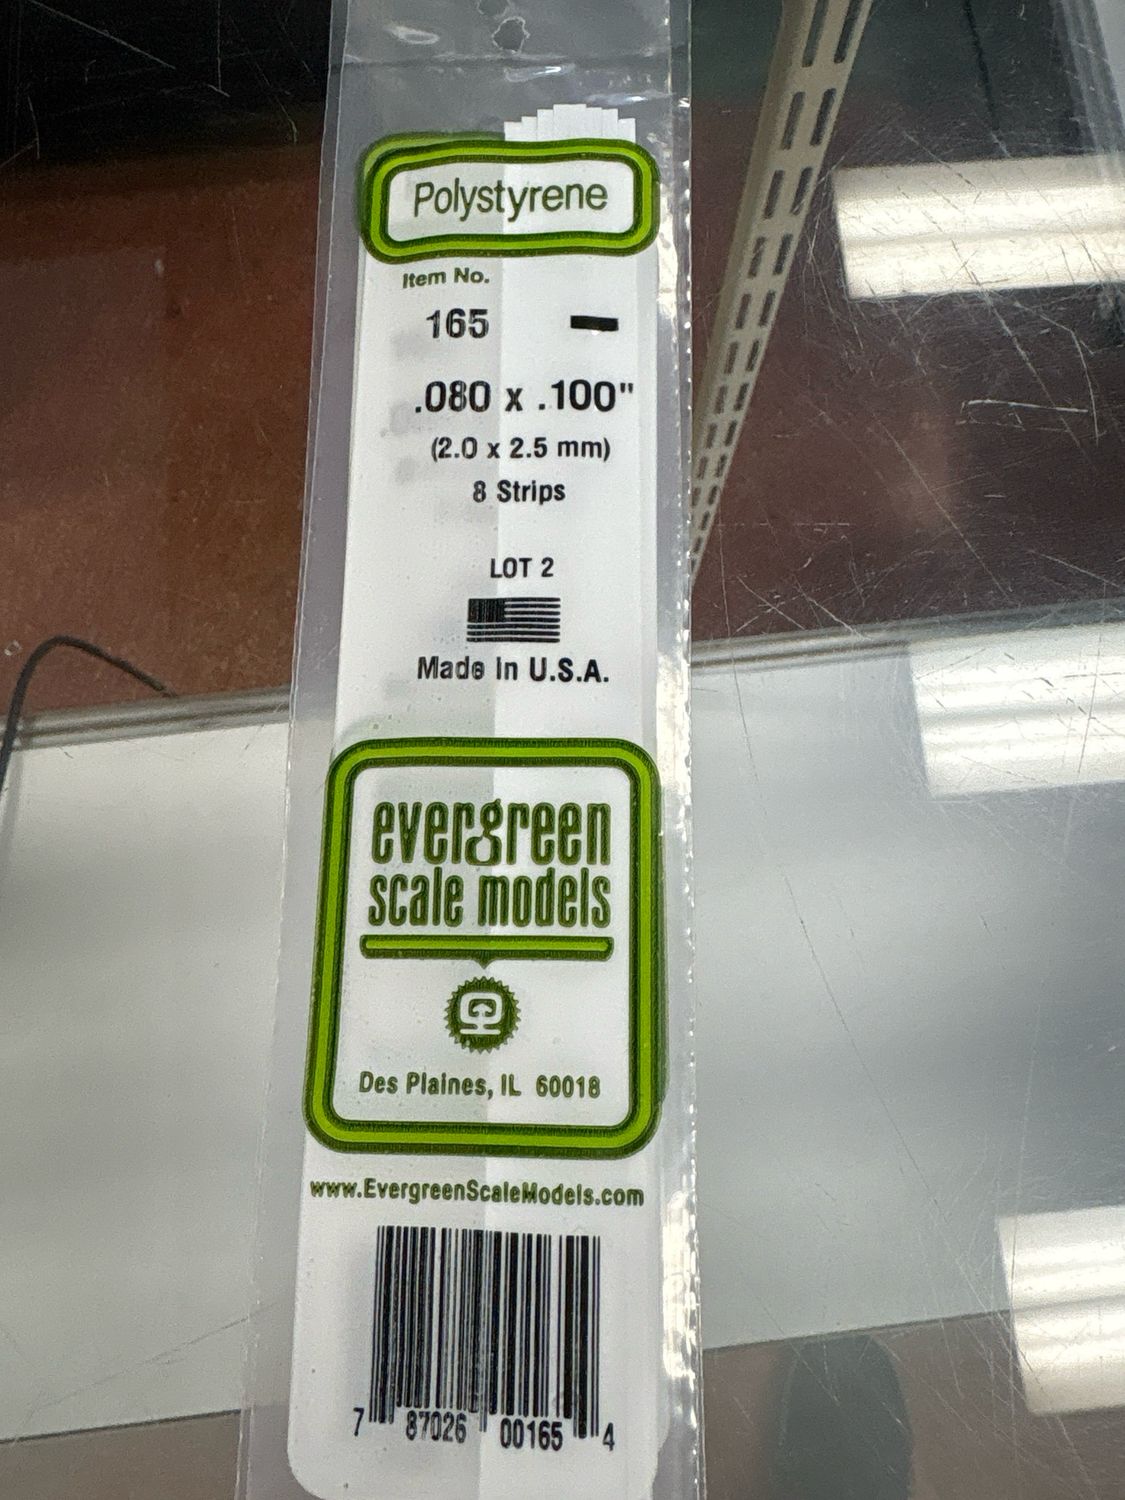 Polystyrene
Item No.
165
.080 x .100"
(2.0 x 2.5 mm)
8 Strips
LOT 2
Made In U.S.A.
evergreen
scale models
Des Plaines, IL 60018
www.EvergreenScaleModels.com
7 87026 00165 4